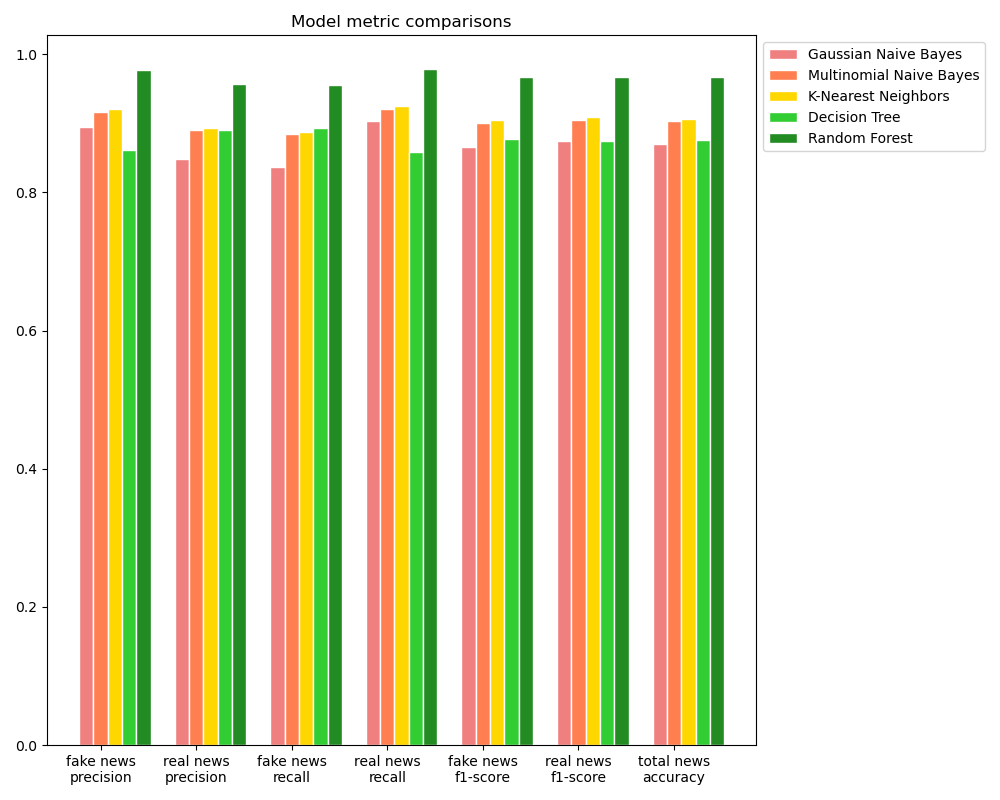 Model metric comparisons
1.0
0.8
0.6
0.4
0.2
0.0
fake news
precision
real news
precision
fake news
recall
real news
recall
fake news
f1-score
real news
f1-score
total news
accuracy
Gaussian Naive Bayes
Multinomial Naive Bayes
K-Nearest Neighbors
Decision Tree
Random Forest